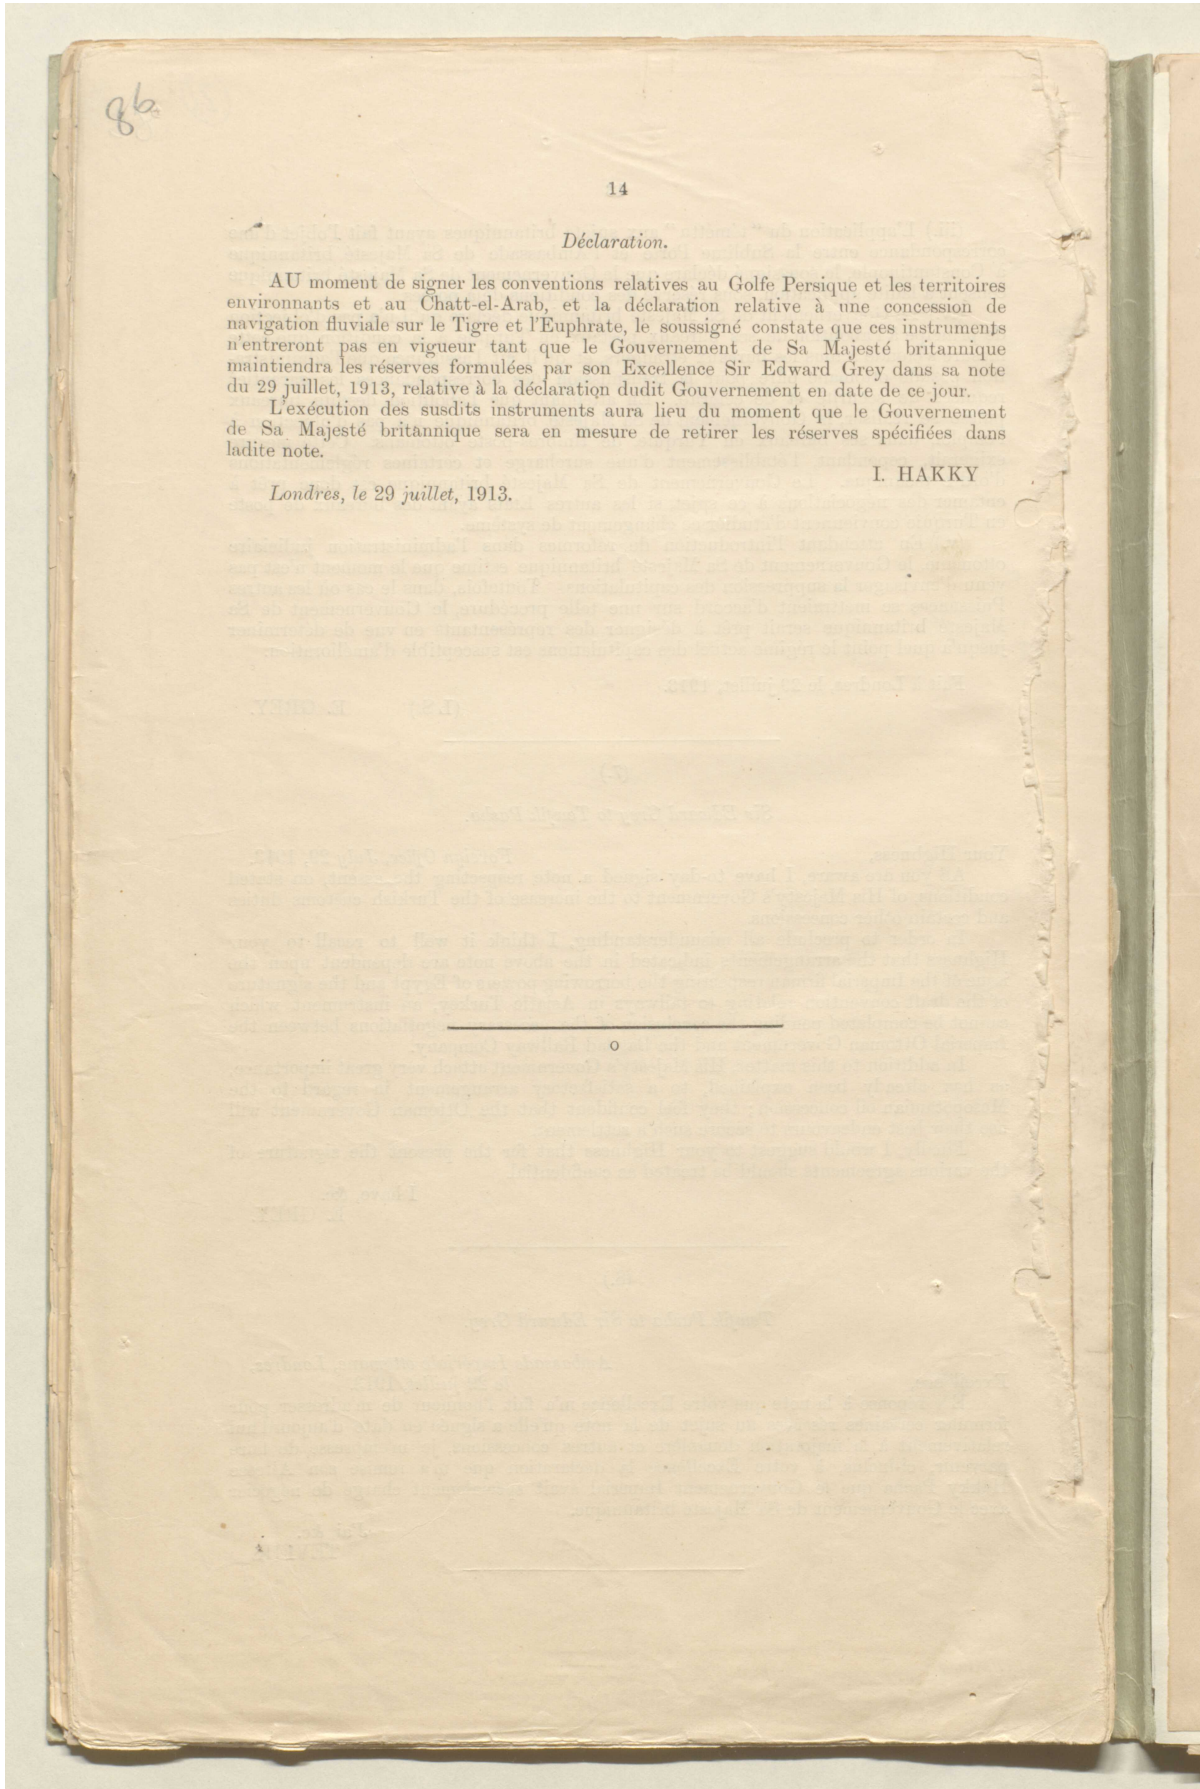 86
14
Déclaration.
AU moment de signer les conventions relatives au Golfe Persique et les territoires
environnants et au Chatt-el-Arab, et la déclaration relative à une concession de
navigation fluviale sur le Tigre et l'Euphrate, le soussigné constate que ces instruments
n'entreront pas en vigueur tant que le Gouvernement de Sa Majesté britannique
maintiendra les réserves formulées par son Excellence Sir Edward Grey dans sa note
du 29 juillet, 1913, relative à la déclaration dudit Gouvernement en date de ce jour.
L'exécution des susdits instruments aura lieu du moment que le Gouvernement
de Sa Majesté britannique sera en mesure de retirer les réserves spécifiées dans
ladite note.
I. HAKKY
Londres, le 29 juillet, 1913.
O